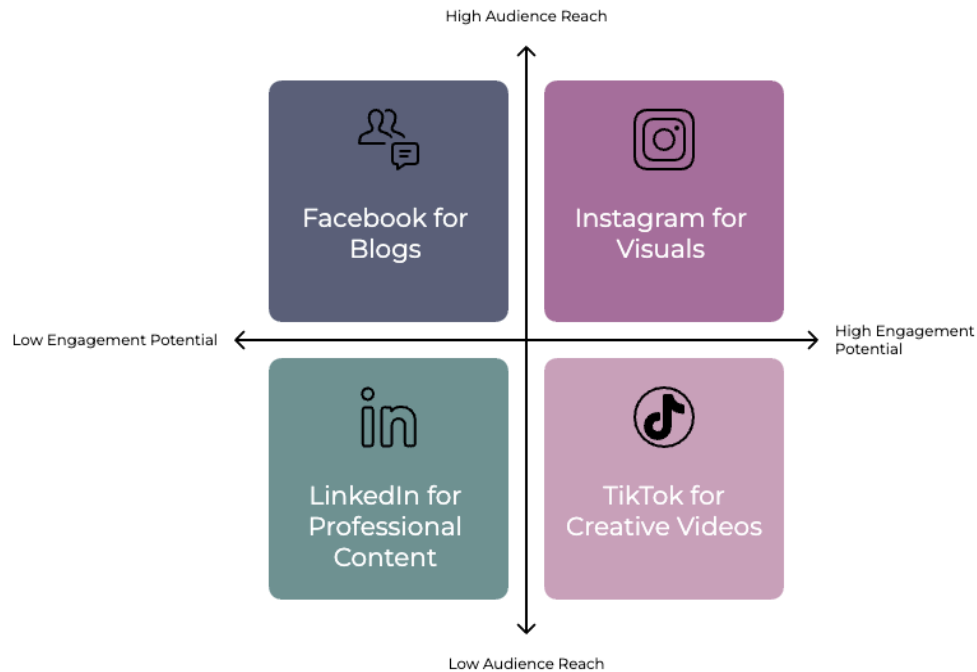 High Audience Reach
Facebook for
Blogs
Instagram for
Visuals
Low Engagement Potential
High Engagement
Potential
in
LinkedIn for
Professional
Content
TikTok for
Creative Videos
Low Audience Reach